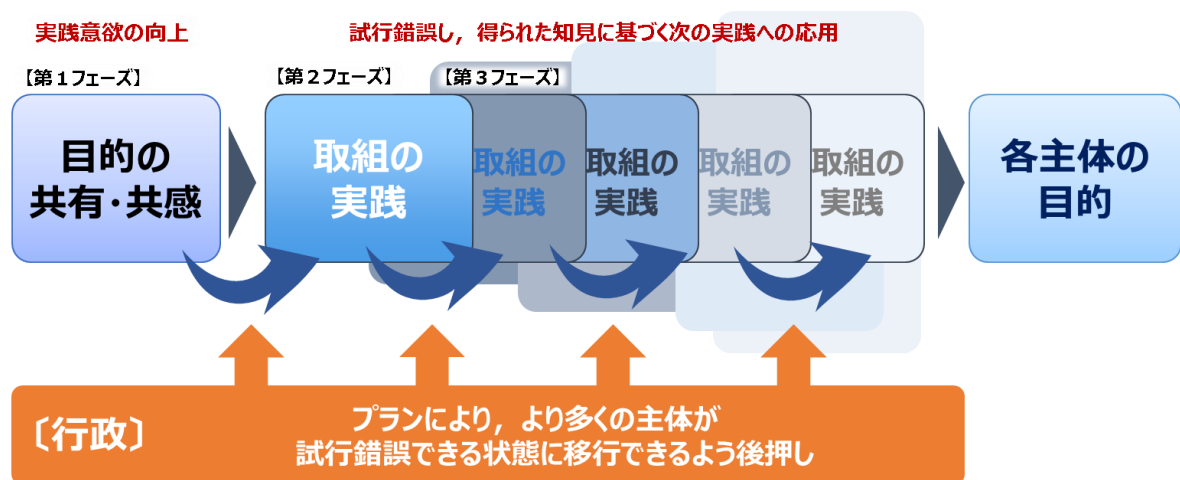 実践意欲の向上
試行錯誤し，得られた知見に基づく次の実践への応用
【第１フェーズ】
【第２フェーズ】
【第３フェーズ】
目的の
共有・共感
取組の
実践
取組の
実践
取組の
実践
取組の
実践
取組の
実践
各主体の
目的
〔行政〕
プランにより，より多くの主体が
試行錯誤できる状態に移行できるよう後押し